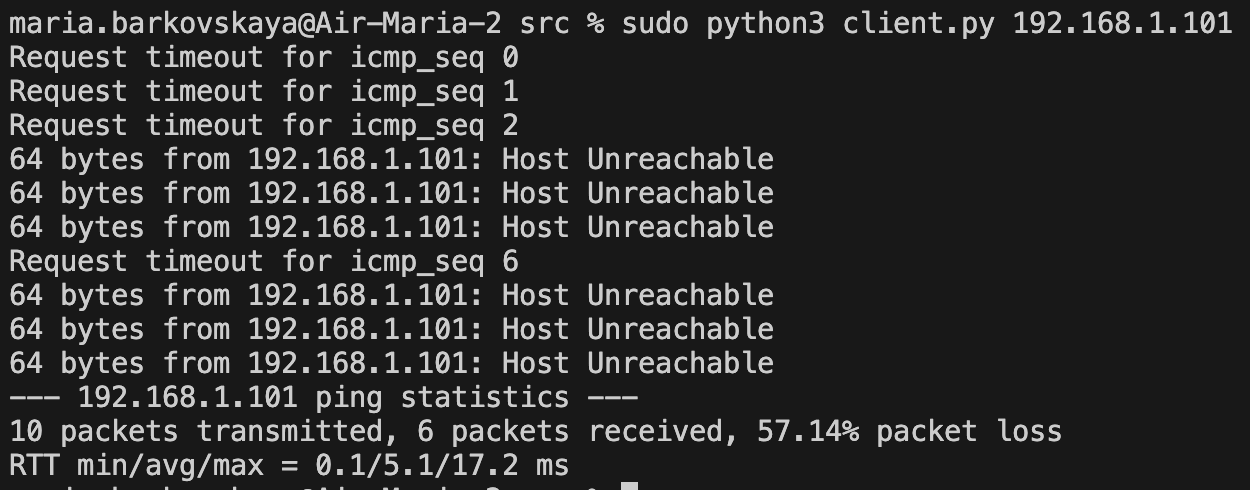 maria.barkovskaya@Air-Maria-2 src % sudo python3 client.py 192.168.1.101
Request timeout for icmp_seq 0
Request timeout for icmp_seq 1
Request timeout for icmp_seq 2
64 bytes from 192.168.1.101: Host Unreachable
64 bytes from 192.168.1.101: Host Unreachable
64 bytes from 192.168.1.101: Host Unreachable
Request timeout for icmp_seq 6
64 bytes from 192.168.1.101: Host Unreachable
64 bytes from 192.168.1.101: Host Unreachable
64 bytes from 192.168.1.101: Host Unreachable
--- 192.168.1.101 ping statistics ---
10 packets transmitted, 6 packets received, 57.14% packet loss
RTT min/avg/max = 0.1/5.1/17.2 ms